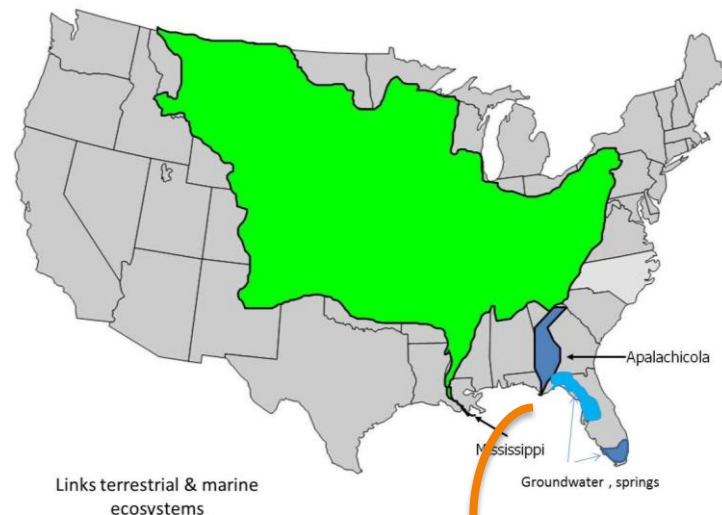 Apalachicola
Mississippi
Groundwater , springs
Links terrestrial & marine
ecosystems